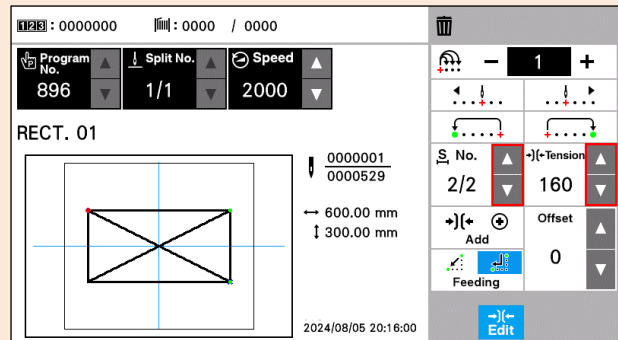 123 : 0000000 : 0000 / 0000
Program No.
896
Split No.
1/1
Speed
2000
RECT. 01
0000001
0000529
600.00 mm
300.00 mm
2024/08/05 20:16:00
1
S No.
2/2
Tension
160
Add
Offset
0
Feeding
Edit